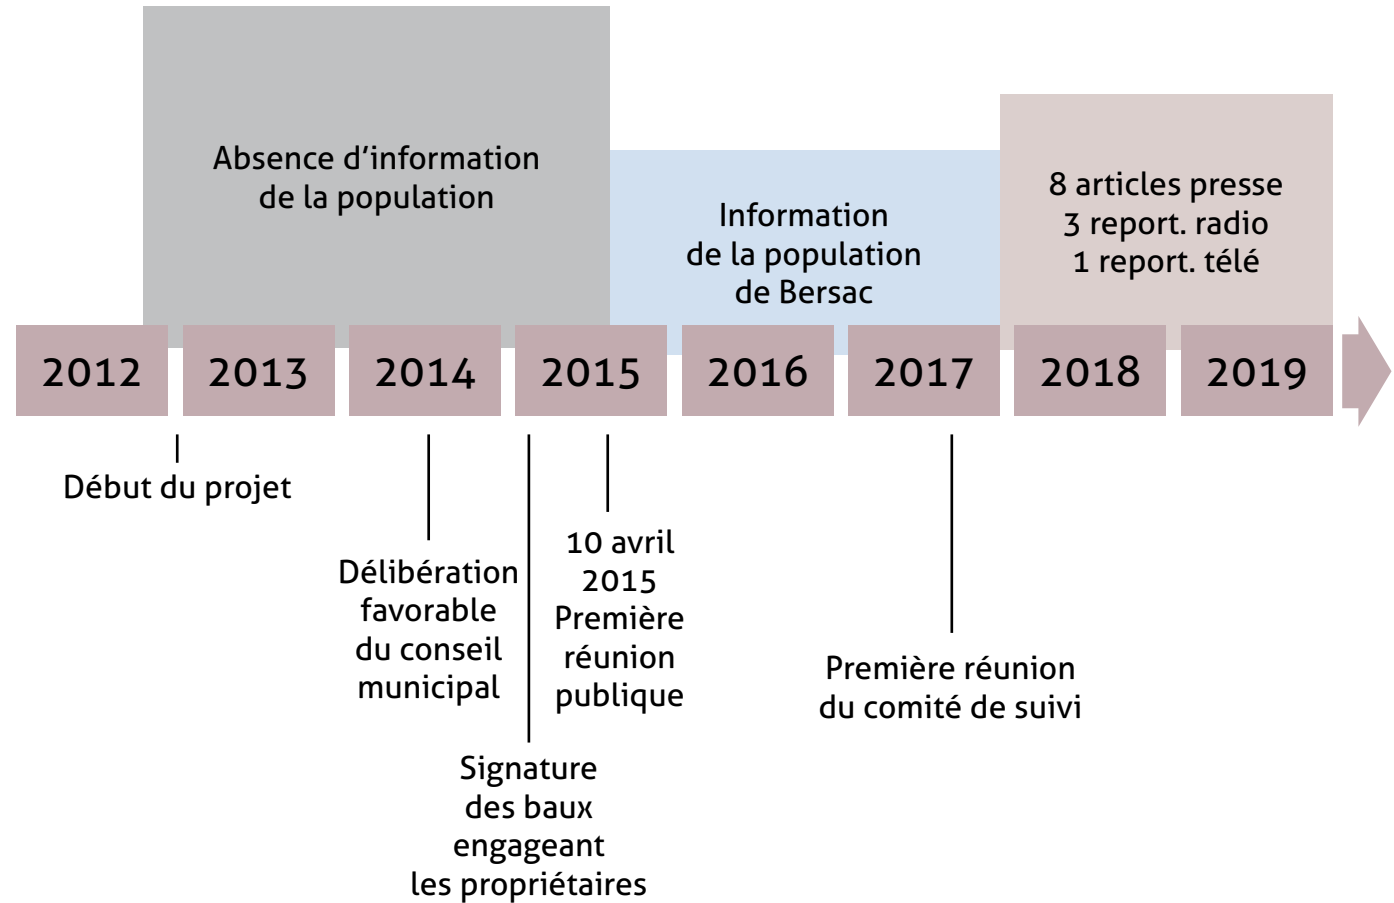 Absence d’information
de la population
Information
de la population
de Bersac
8 articles presse
3 report. radio
1 report. télé
2012
2013
2014
2015
2016
2017
2018
2019
Début du projet
Délibération
favorable
du conseil
municipal
Signature
des baux
engageant
les propriétaires
10 avril
2015
Première
réunion
publique
Première réunion
du comité de suivi